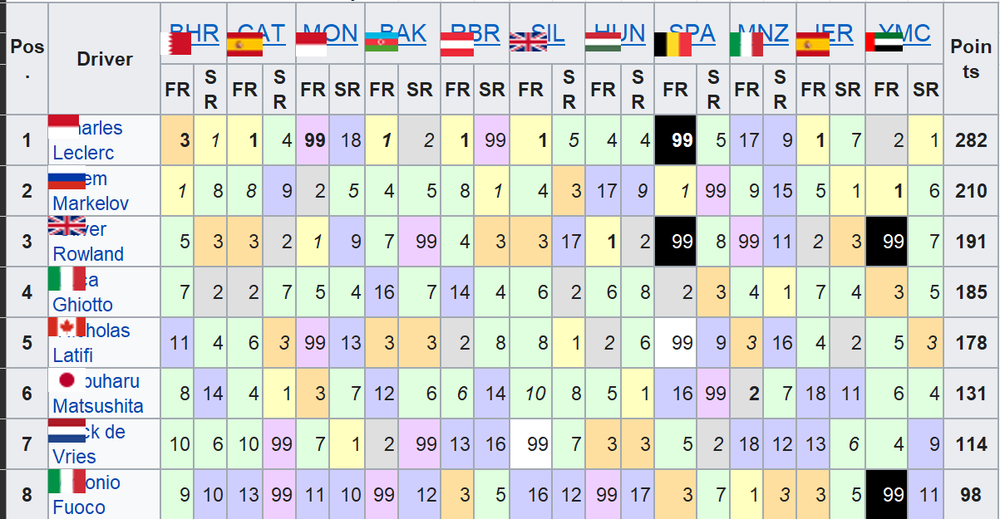 BHR CAT MON BAK RBR SIL HUN SPA MNZ JER YMC
Pos. Driver Points
FR SR FR SR FR SR FR SR FR SR FR SR FR SR FR SR FR SR FR SR FR SR
1 arles Leclerc 3 1 1 4 99 18 1 2 1 99 1 5 4 4 99 5 17 9 1 7 2 1 282
2 em Markelov 1 8 8 9 2 5 4 5 8 1 4 3 17 9 1 99 9 15 5 1 1 6 210
3 ver Rowland 5 3 3 2 1 9 7 99 4 3 3 17 1 2 99 8 99 11 2 3 99 7 191
4 ca Ghiotto 7 2 2 7 5 4 16 7 14 4 6 2 6 8 2 3 4 1 7 4 3 5 185
5 holas Latifi 11 4 6 3 99 13 3 3 2 8 8 1 2 6 99 9 3 16 4 2 5 3 178
6 ouharu Matsushita 8 14 4 1 3 7 12 6 6 14 10 8 5 1 16 99 2 7 18 11 6 4 131
7 ck de Vries 10 6 10 99 7 1 2 99 13 16 99 7 3 3 5 2 18 12 13 6 4 9 114
8 onio Fuoco 9 10 13 99 11 10 99 12 3 5 16 12 99 17 3 7 1 3 3 5 99 11 98